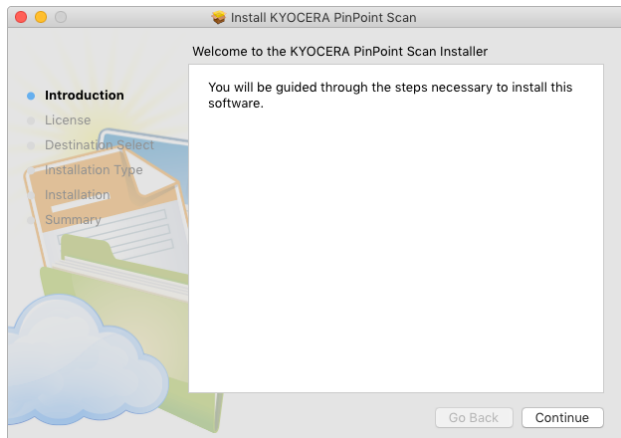 Install KYOCERA PinPoint Scan
Welcome to the KYOCERA PinPoint Scan Installer
Introduction
License
Destination Select
Installation Type
Installation
Summary
You will be guided through the steps necessary to install this
software.
Go Back
Continue